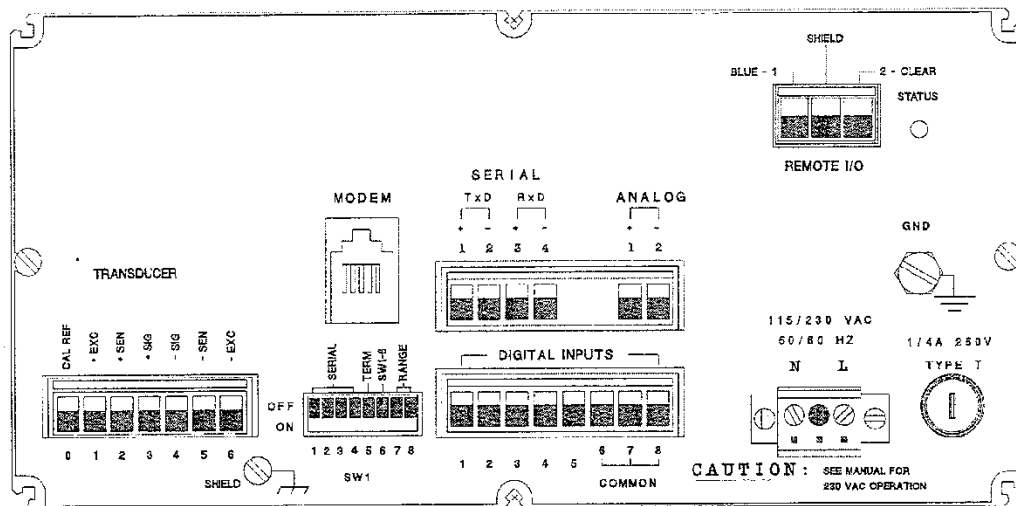 SHIELD
BLUE - 1
2 - CLEAR
STATUS
REMOTE I/O
SERIAL
TxD RxD
+ - + -
1 2 3 4
ANALOG
+ -
1 2
MODEM
GND
TRANSDUCER
CAL REF
+ EXC
+ SEN
+ SIG
- SIG
- SEN
- EXC
0 1 2 3 4 5 6
SHIELD
SERIAL
TERM
SW1-6
RANGE
OFF
ON
1 2 3 4 5 6 7 8
SW1
DIGITAL INPUTS
1 2 3 4 5 6 7 8
COMMON
115/230 VAC
50/60 HZ
N L
1/4A 250V
TYPE T
CAUTION: SEE MANUAL FOR
230 VAC OPERATION